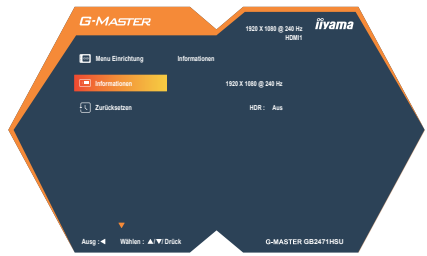 G-MASTER
1920 X 1080 @ 240 Hz
HDMI1
iiyama
Menu Einrichtung
Informationen
Informationen
1920 X 1080 @ 240 Hz
Zurücksetzen
HDR : Aus
Ausg : ◀ Wählen : ▲/▼/ Drück
G-MASTER GB2471HSU